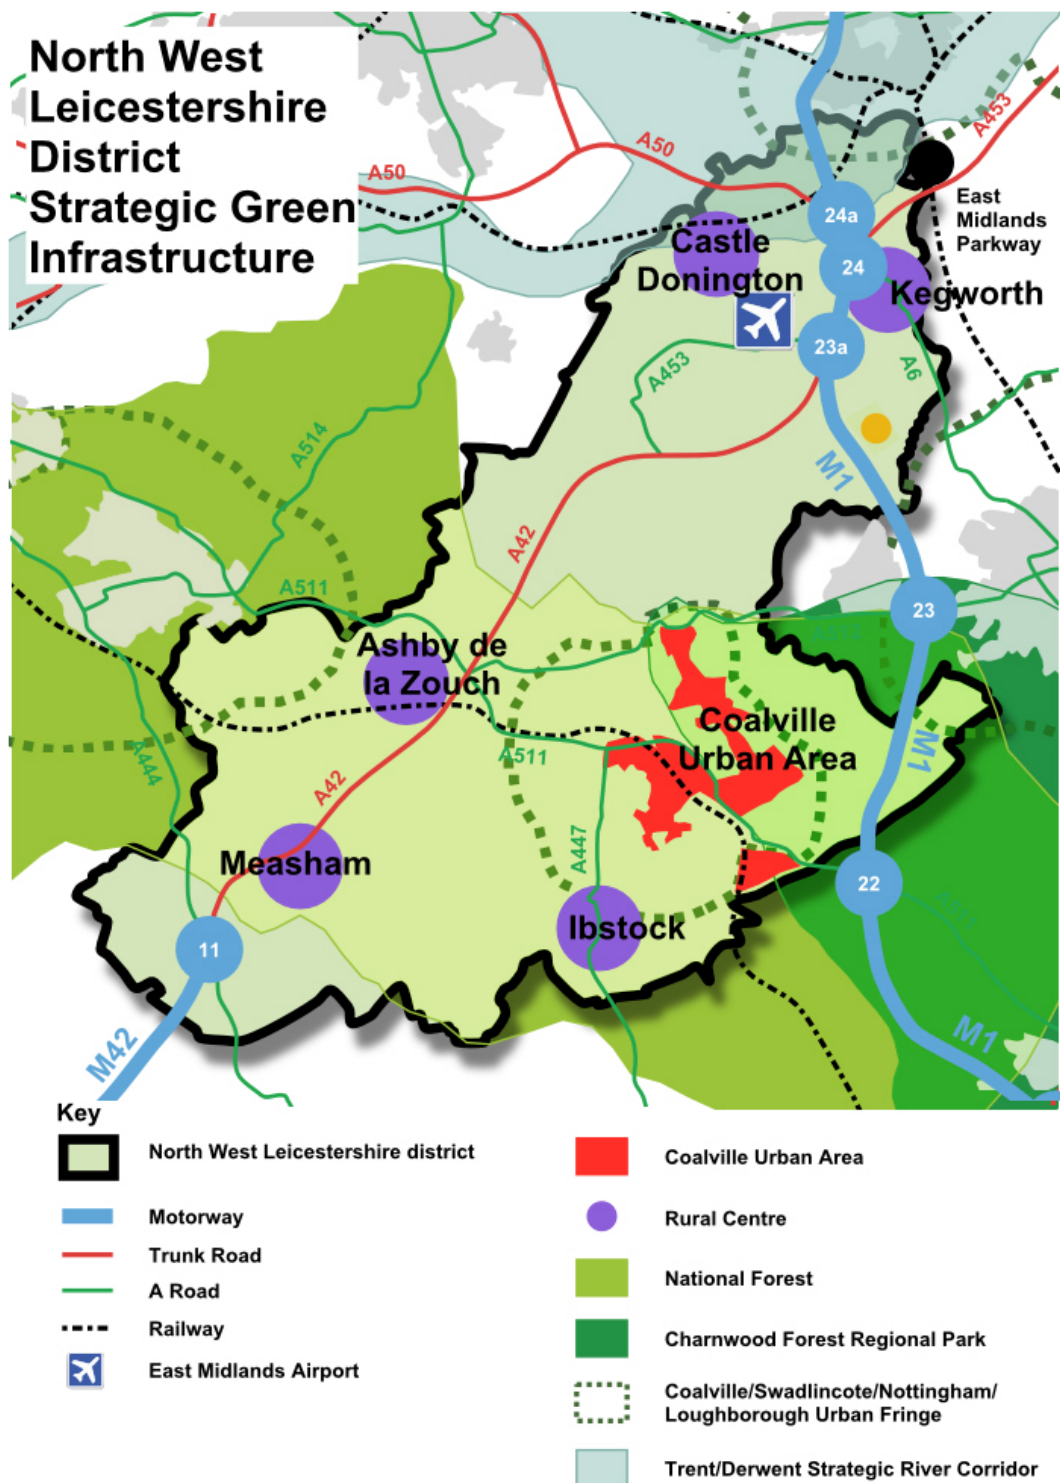 North West
Leicestershire
District
Strategic Green
Infrastructure
A50
A50
A453
24a
East
Midlands
Parkway
Castle
Donington
24
Kegworth
23a
A453
A6
A514
M1
A42
A511
23
A512
Ashby de
la Zouch
Coalville
Urban Area
A444
A511
M1
A42
A447
Measham
22
Ibstock
A511
11
M42
M1
Key
North West Leicestershire district
Motorway
Trunk Road
A Road
Railway
East Midlands Airport
Coalville Urban Area
Rural Centre
National Forest
Charnwood Forest Regional Park
Coalville/Swadlincote/Nottingham/
Loughborough Urban Fringe
Trent/Derwent Strategic River Corridor